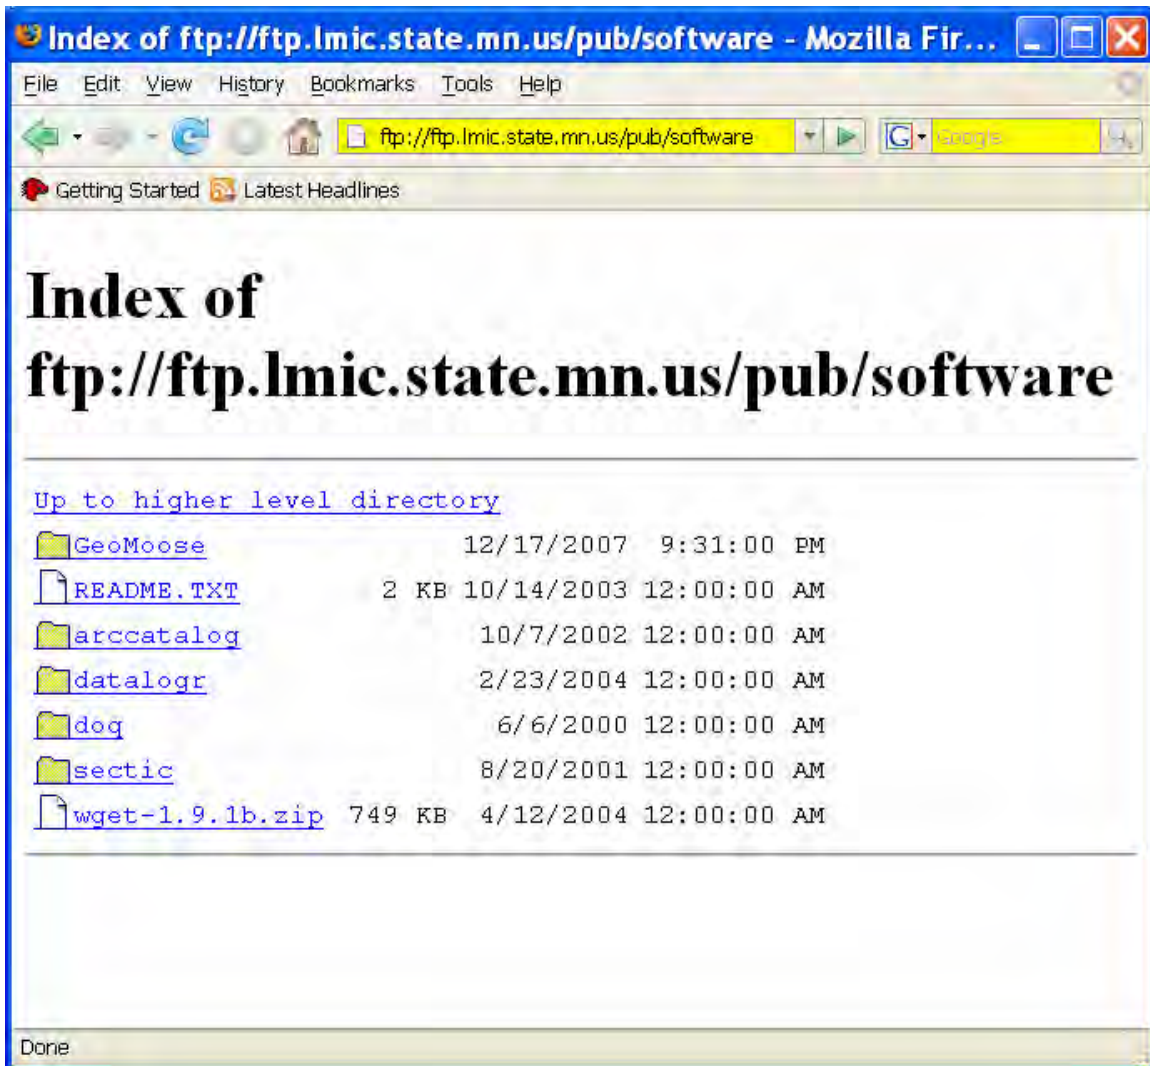 Index of ftp://ftp.lmic.state.mn.us/pub/software - Mozilla Fir...
File Edit View History Bookmarks Tools Help
ftp://ftp.lmic.state.mn.us/pub/software G Google
Getting Started Latest Headlines
Index of
ftp://ftp.lmic.state.mn.us/pub/software
Up to higher level directory
GeoMoose 12/17/2007 9:31:00 PM
README.TXT 2 KB 10/14/2003 12:00:00 AM
arccatalog 10/7/2002 12:00:00 AM
datalogr 2/23/2004 12:00:00 AM
doq 6/6/2000 12:00:00 AM
sectic 8/20/2001 12:00:00 AM
wget-1.9.1b.zip 749 KB 4/12/2004 12:00:00 AM
Done